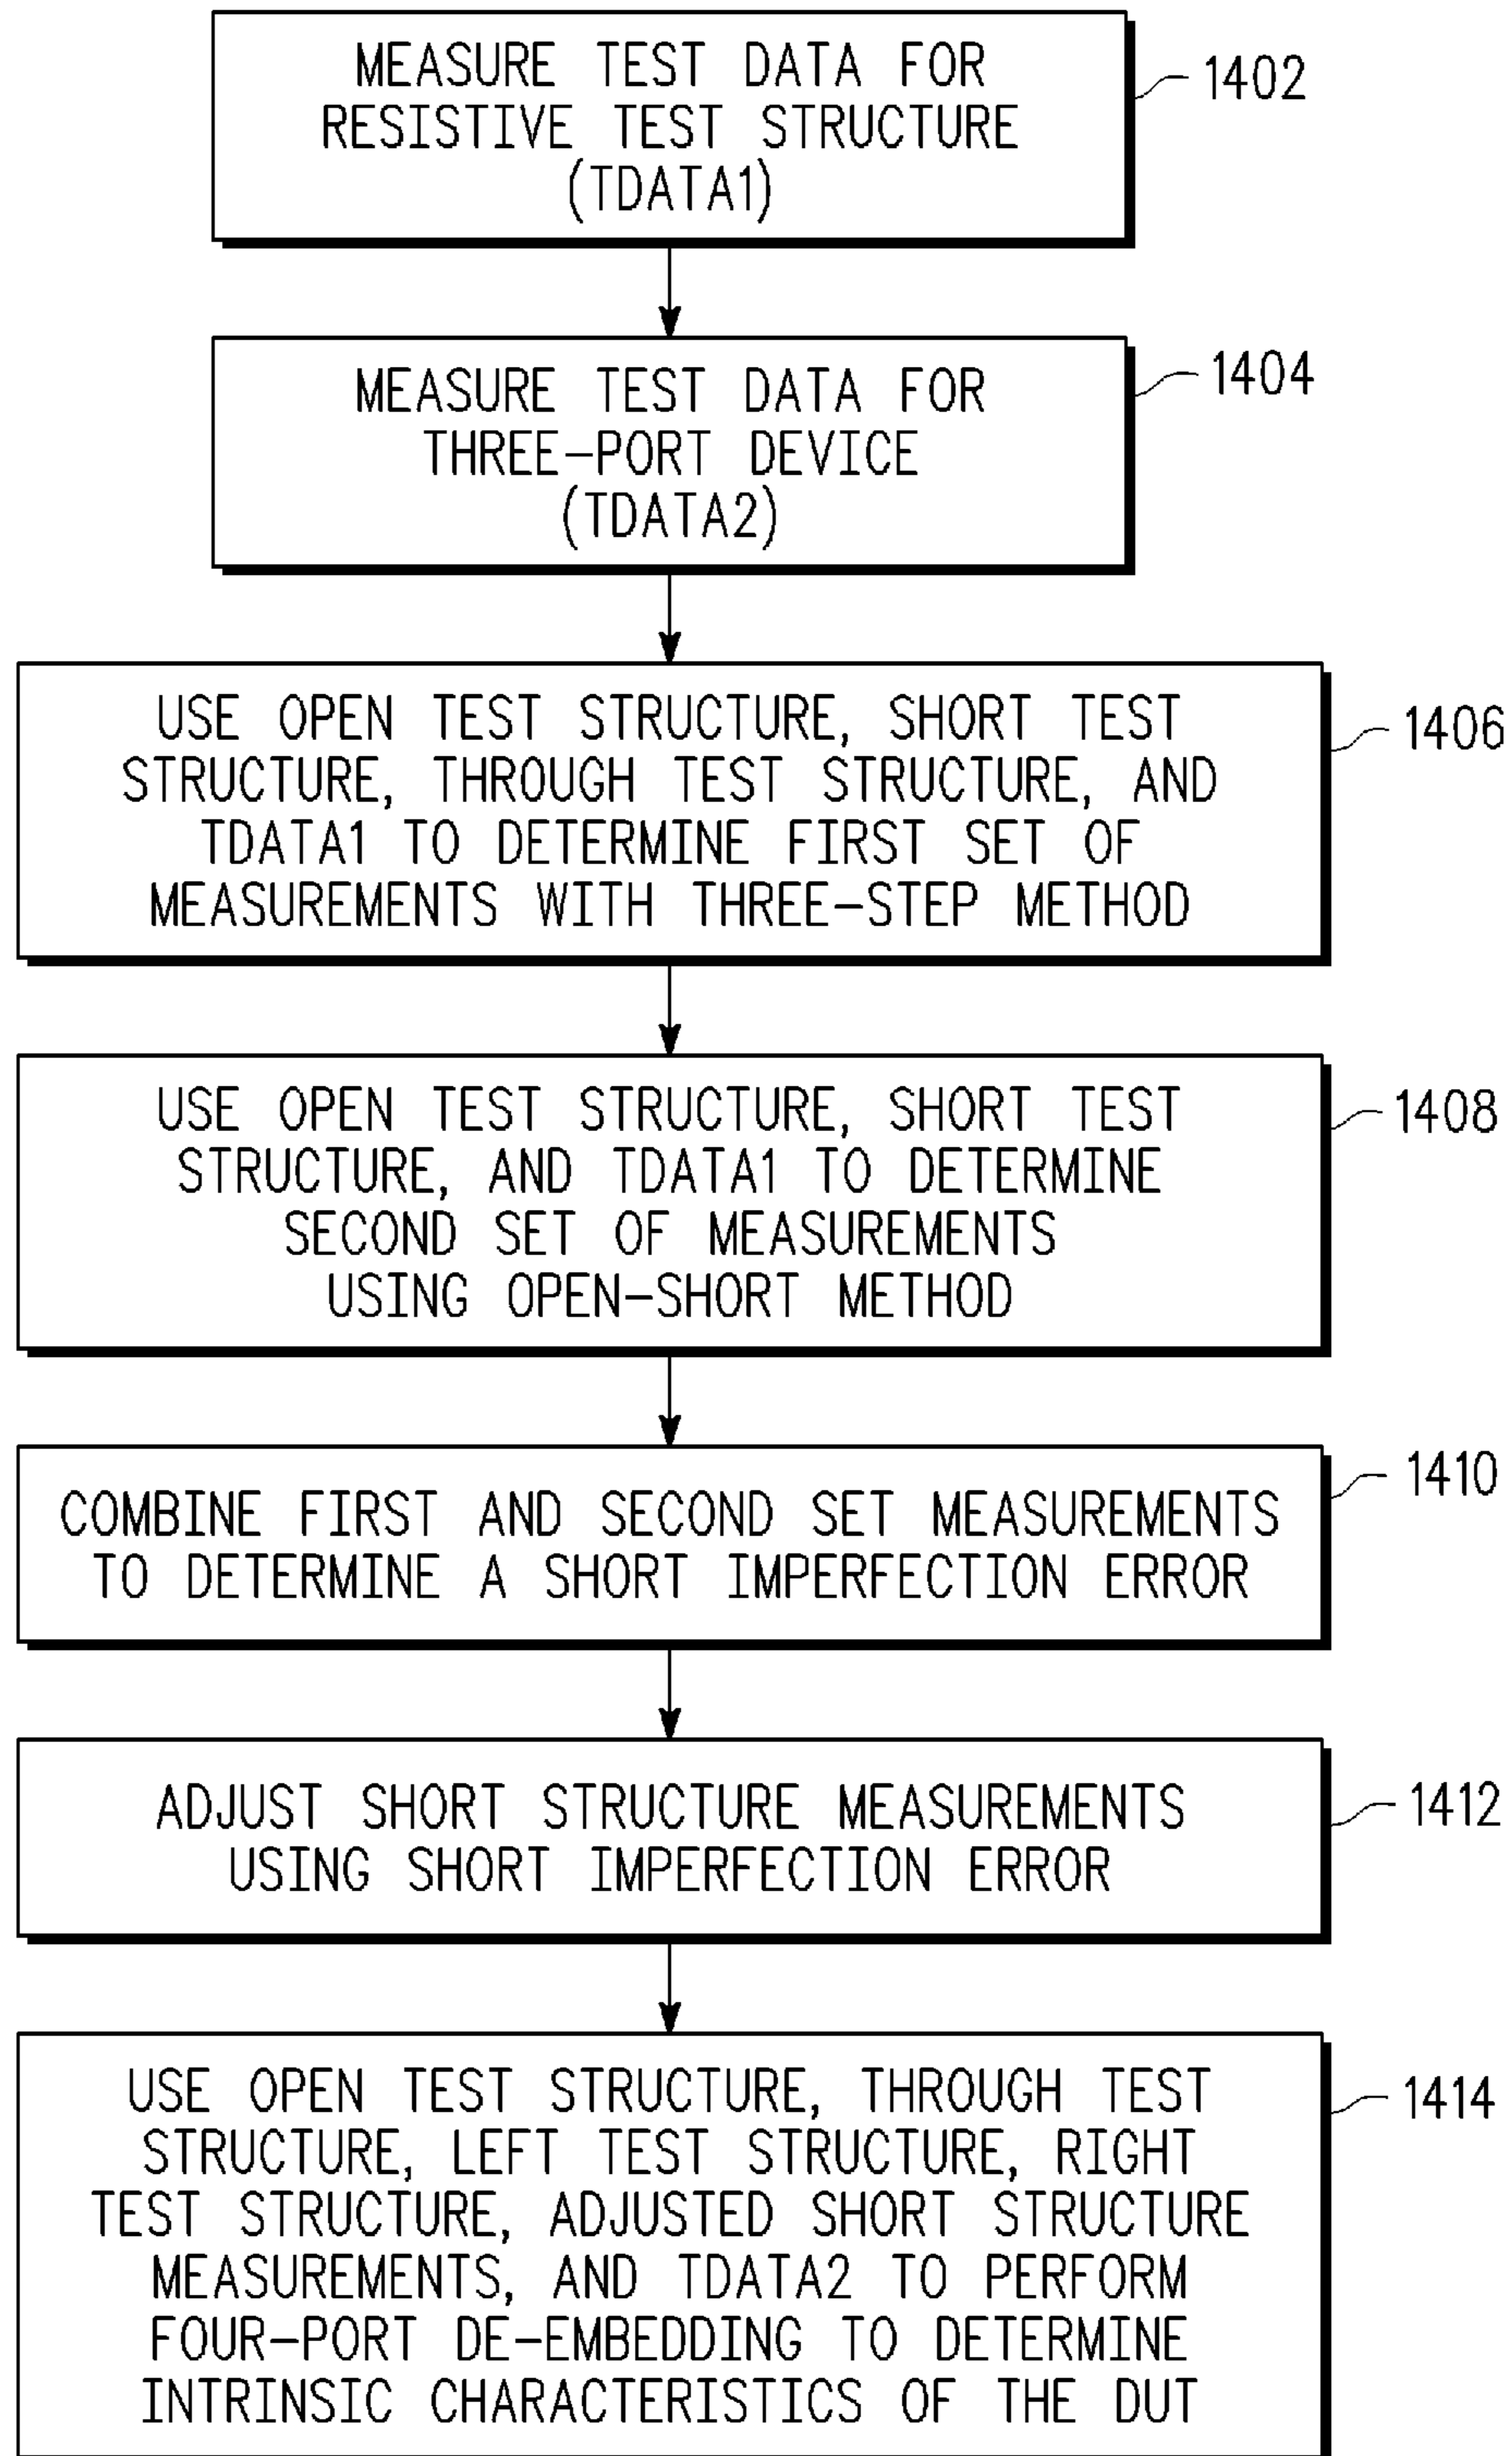 MEASURE TEST DATA FOR
RESISTIVE TEST STRUCTURE
(TDATA1)
1402
MEASURE TEST DATA FOR
THREE-PORT DEVICE
(TDATA2)
1404
USE OPEN TEST STRUCTURE, SHORT TEST
STRUCTURE, THROUGH TEST STRUCTURE, AND
TDATA1 TO DETERMINE FIRST SET OF
MEASUREMENTS WITH THREE-STEP METHOD
1406
USE OPEN TEST STRUCTURE, SHORT TEST
STRUCTURE, AND TDATA1 TO DETERMINE
SECOND SET OF MEASUREMENTS
USING OPEN-SHORT METHOD
1408
COMBINE FIRST AND SECOND SET MEASUREMENTS
TO DETERMINE A SHORT IMPERFECTION ERROR
1410
ADJUST SHORT STRUCTURE MEASUREMENTS
USING SHORT IMPERFECTION ERROR
1412
USE OPEN TEST STRUCTURE, THROUGH TEST
STRUCTURE, LEFT TEST STRUCTURE, RIGHT
TEST STRUCTURE, ADJUSTED SHORT STRUCTURE
MEASUREMENTS, AND TDATA2 TO PERFORM
FOUR-PORT DE-EMBEDDING TO DETERMINE
INTRINSIC CHARACTERISTICS OF THE DUT
1414